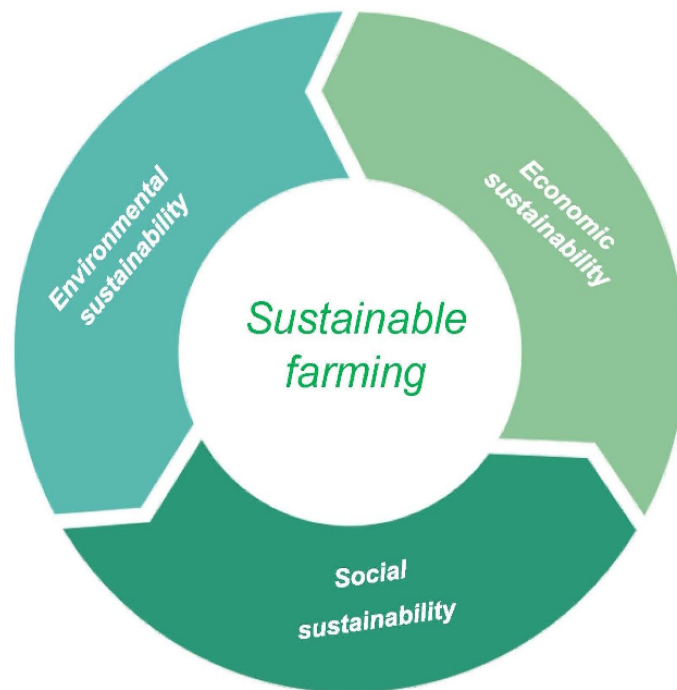 Environmental
sustainability
Economic
sustainability
Sustainable
farming
Social
sustainability